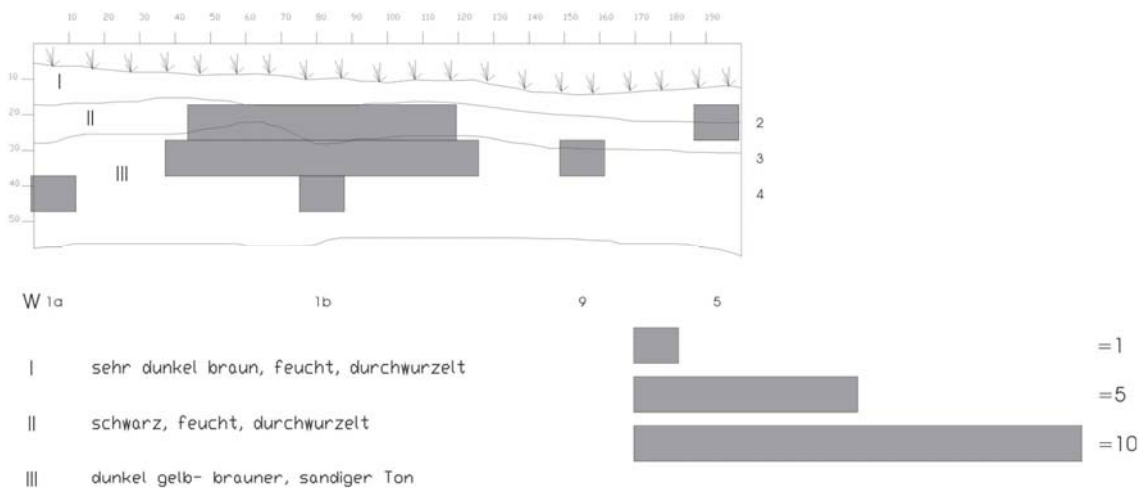 10 20 30 40 50 60 70 80 90 100 110 120 130 140 150 160 170 180 190
10
I
20
II
2
30
3
III
40
4
50
W 1a 1b 9 5
=1
I sehr dunkel braun, feucht, durchwurzelt
=5
II schwarz, feucht, durchwurzelt
=10
III dunkel gelb- brauner, sandiger Ton